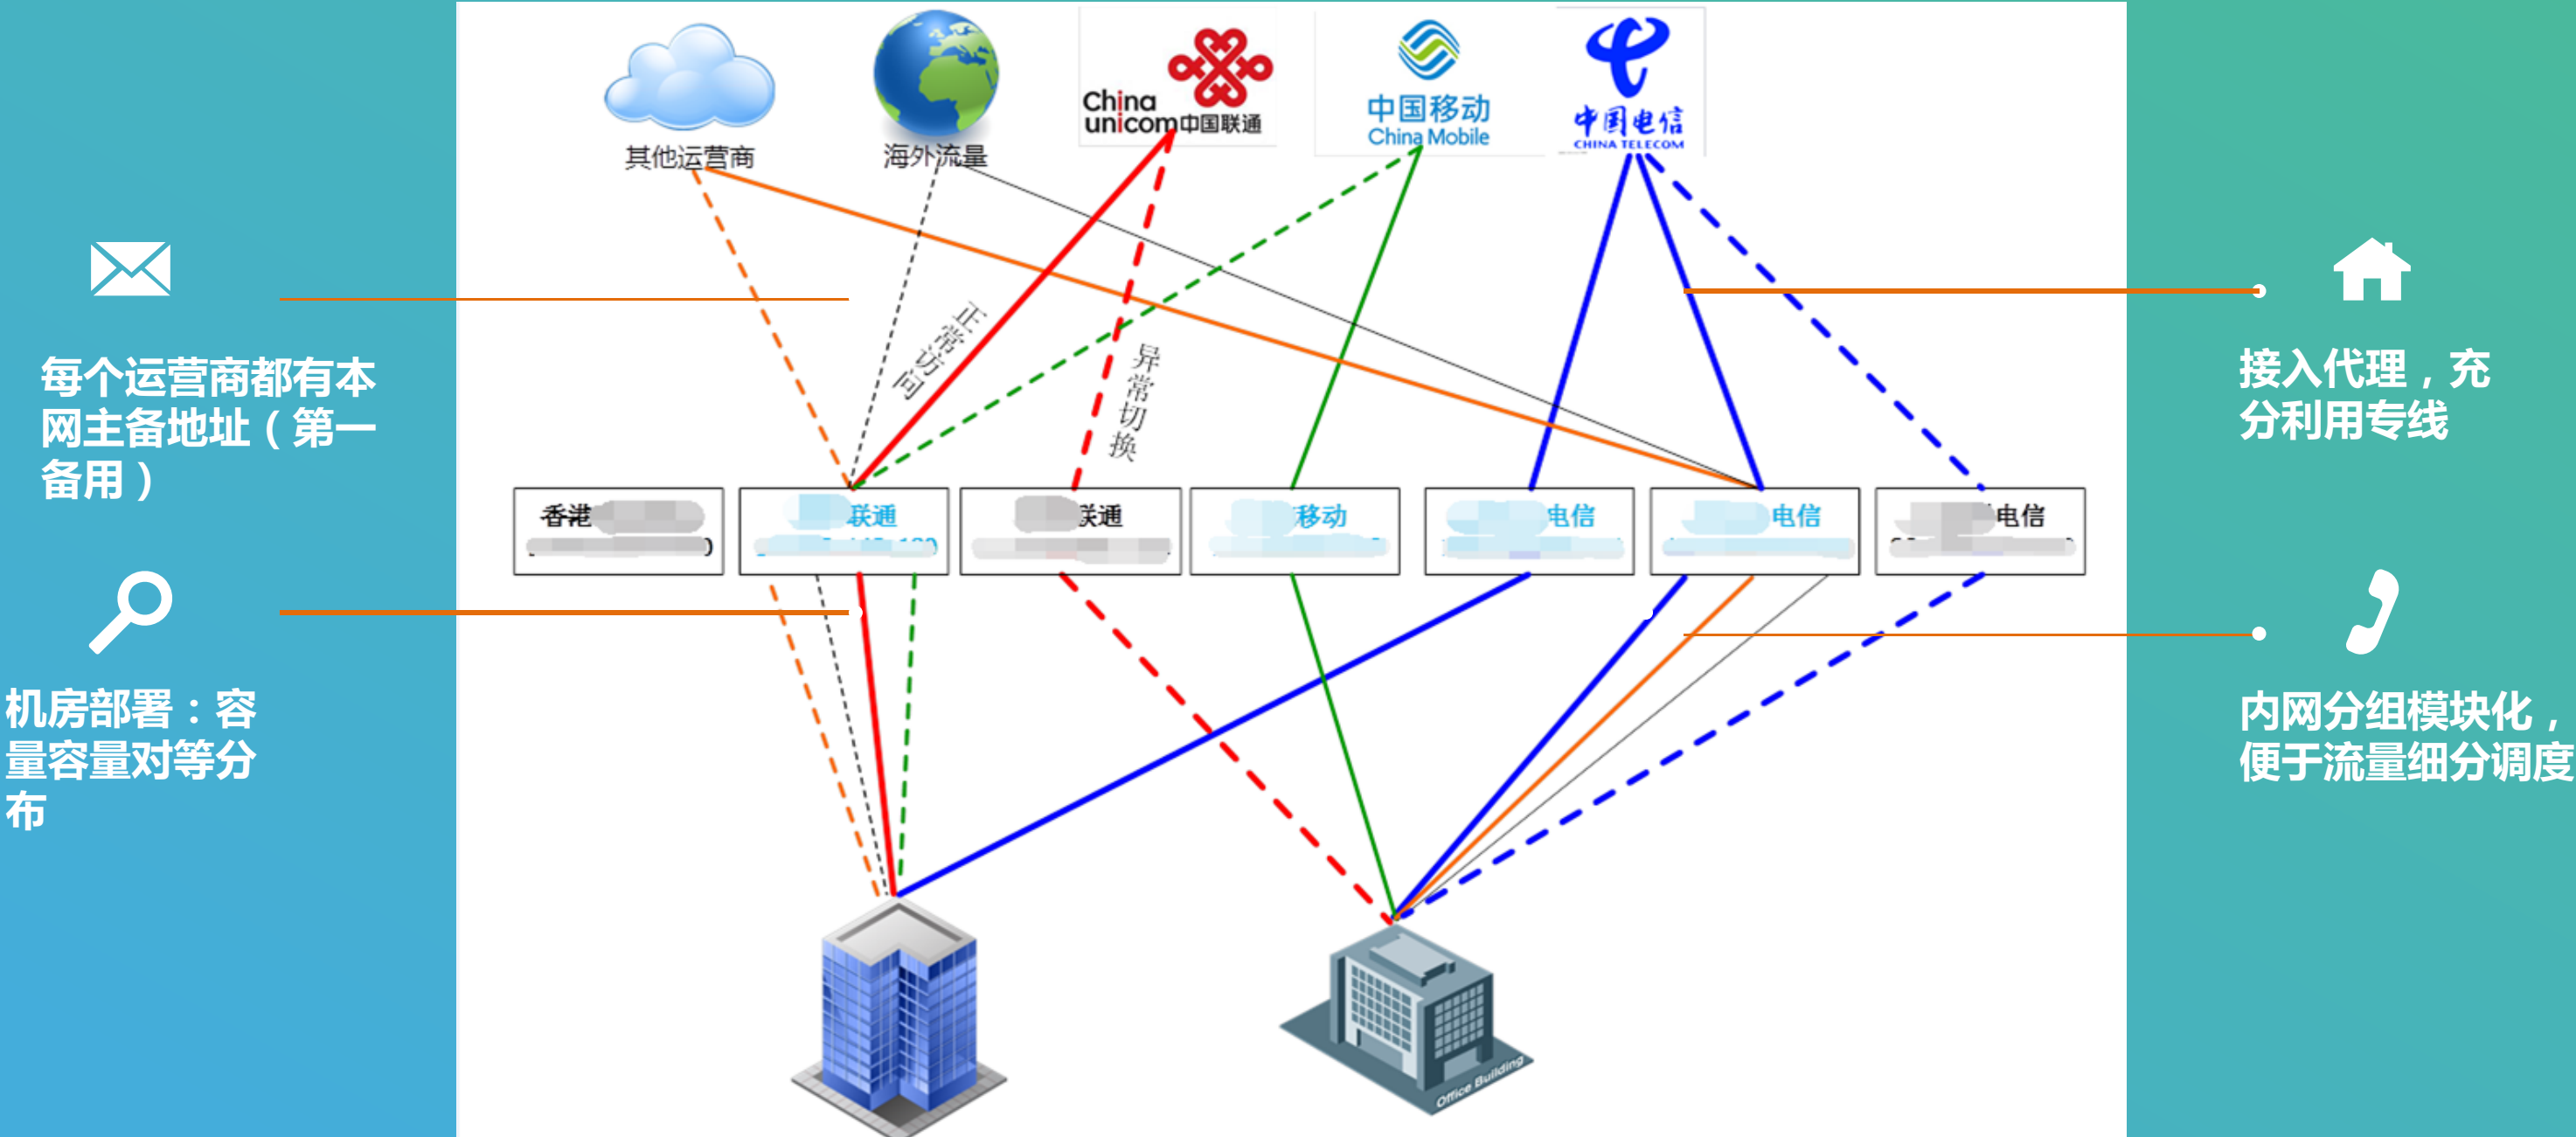 China
unicom中国联通
中国移动
China Mobile
中国电信
CHINA TELECOM
其他运营商
海外流量
正常访问
异常切换
每个运营商都有本
网主备地址（第一
备用）
接入代理，充
分利用专线
香港
联通
联通
移动
电信
电信
电信
机房部署：容
量容量对等分
布
内网分组模块化，
便于流量细分调度
Office Building